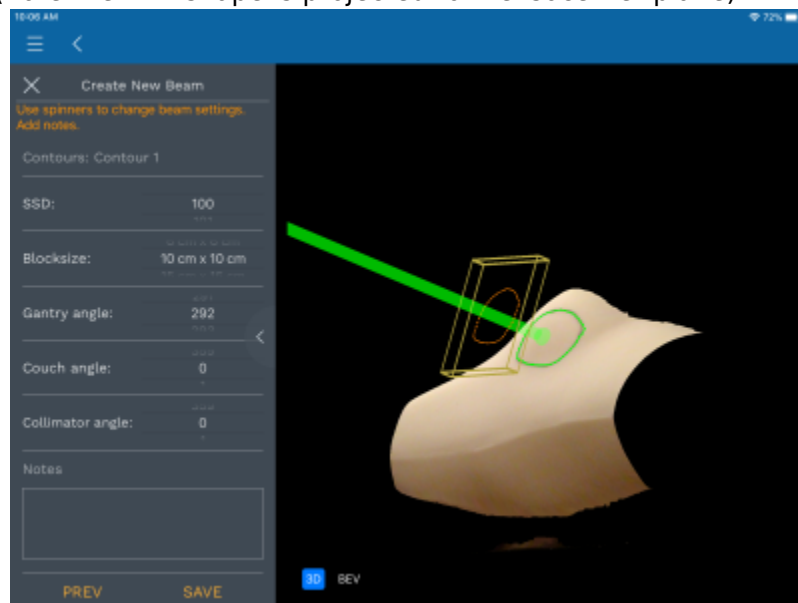 10:06 AM
72%
Create New Beam
Use spinners to change beam settings.
Add notes.
Contours: Contour 1
SSD:
100
Blocksize:
10 cm x 10 cm
Gantry angle:
292
Couch angle:
0
Collimator angle:
0
Notes
PREV
SAVE
3D
BEV